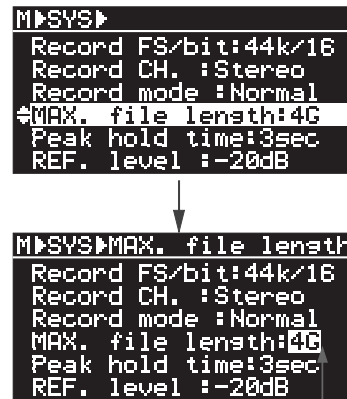 M▶SYS▶
Record FS/bit:44k/16
Record CH. :Stereo
Record mode :Normal
MAX. file length:4G
Peak hold time:3sec
REF. level :-20dB
M▶SYS▶MAX. file length
Record FS/bit:44k/16
Record CH. :Stereo
Record mode :Normal
MAX. file length:4G
Peak hold time:3sec
REF. level :-20dB